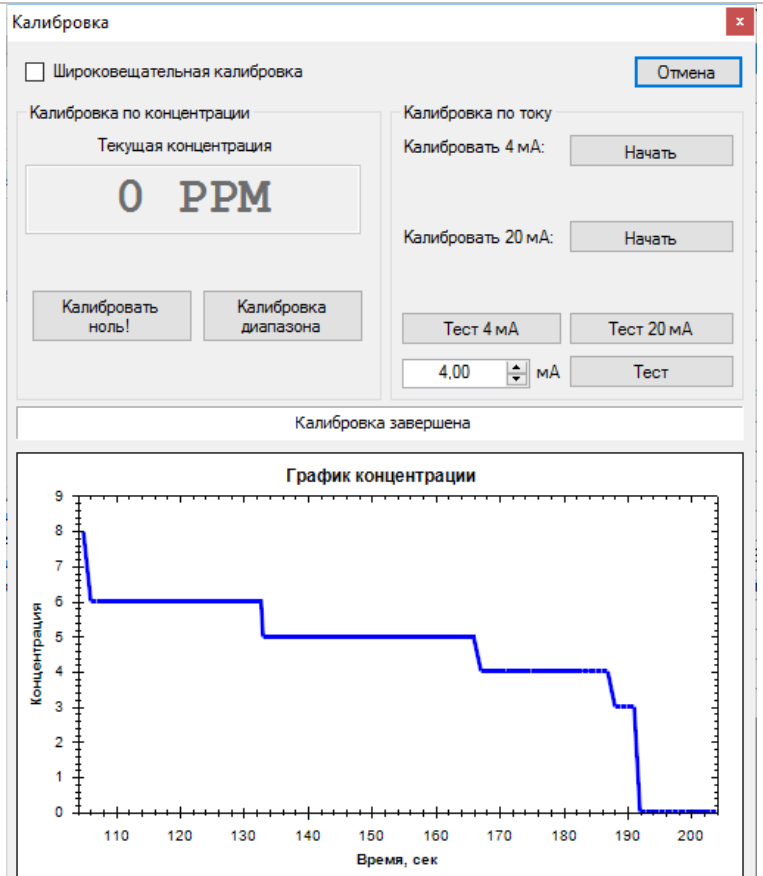 Калибровка
x
Широковещательная калибровка
Отмена
Калибровка по концентрации
Текущая концентрация
0 PPM
Калибровать
ноль!
Калибровка
диапазона
Калибровка по току
Калибровать 4 мА:
Начать
Калибровать 20 мА:
Начать
Тест 4 мА
Тест 20 мА
4,00
мА
Тест
Калибровка завершена
График концентрации
Концентрация
9
8
7
6
5
4
3
2
1
0
110 120 130 140 150 160 170 180 190 200
Время, сек